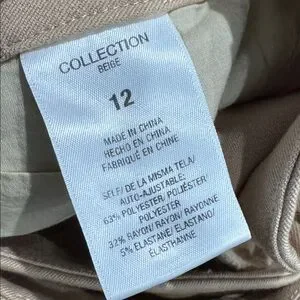 COLLECTION
BEIGE
12
MADE IN CHINA
HECHO EN CHINA
FABRIQUÉ EN CHINE
SELF/ DE LA MISMA TELA/
AUTO-AJUSTABLE:
63% POLYESTER/ POLIÉSTER/
POLYESTER
32% RAYON/ RAYON/ RAYONNE
5% ELASTANE/ ELASTANO/
ÉLASTHANNE